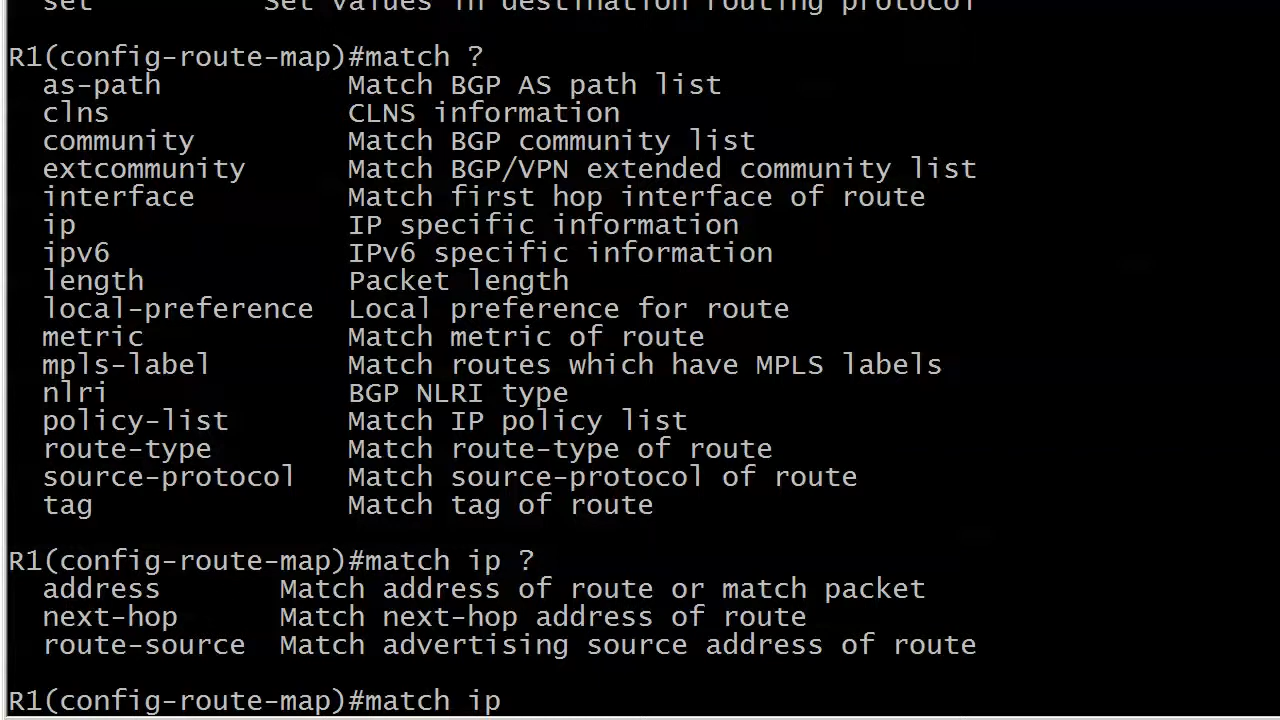 set Set values in destination routing protocol
R1(config-route-map)#match ?
as-path Match BGP AS path list
clns CLNS information
community Match BGP community list
extcommunity Match BGP/VPN extended community list
interface Match first hop interface of route
ip IP specific information
ipv6 IPv6 specific information
length Packet length
local-preference Local preference for route
metric Match metric of route
mpls-label Match routes which have MPLS labels
nlri BGP NLRI type
policy-list Match IP policy list
route-type Match route-type of route
source-protocol Match source-protocol of route
tag Match tag of route
R1(config-route-map)#match ip ?
address Match address of route or match packet
next-hop Match next-hop address of route
route-source Match advertising source address of route
R1(config-route-map)#match ip